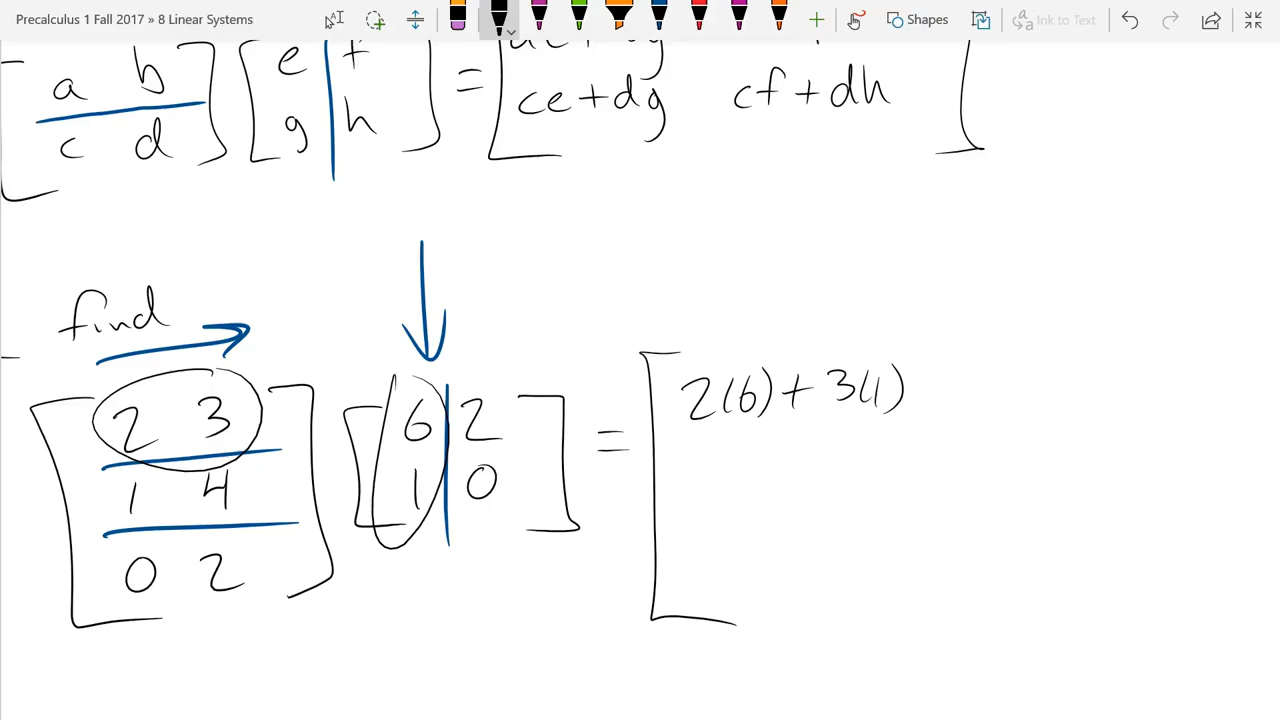 Precalculus 1 Fall 2017 » 8 Linear Systems Shapes Ink to Text
a b e f
c d g h = ce+dg cf+dh
find
2 3 6 2 2(6)+3(1)
1 4 1 0 =
0 2